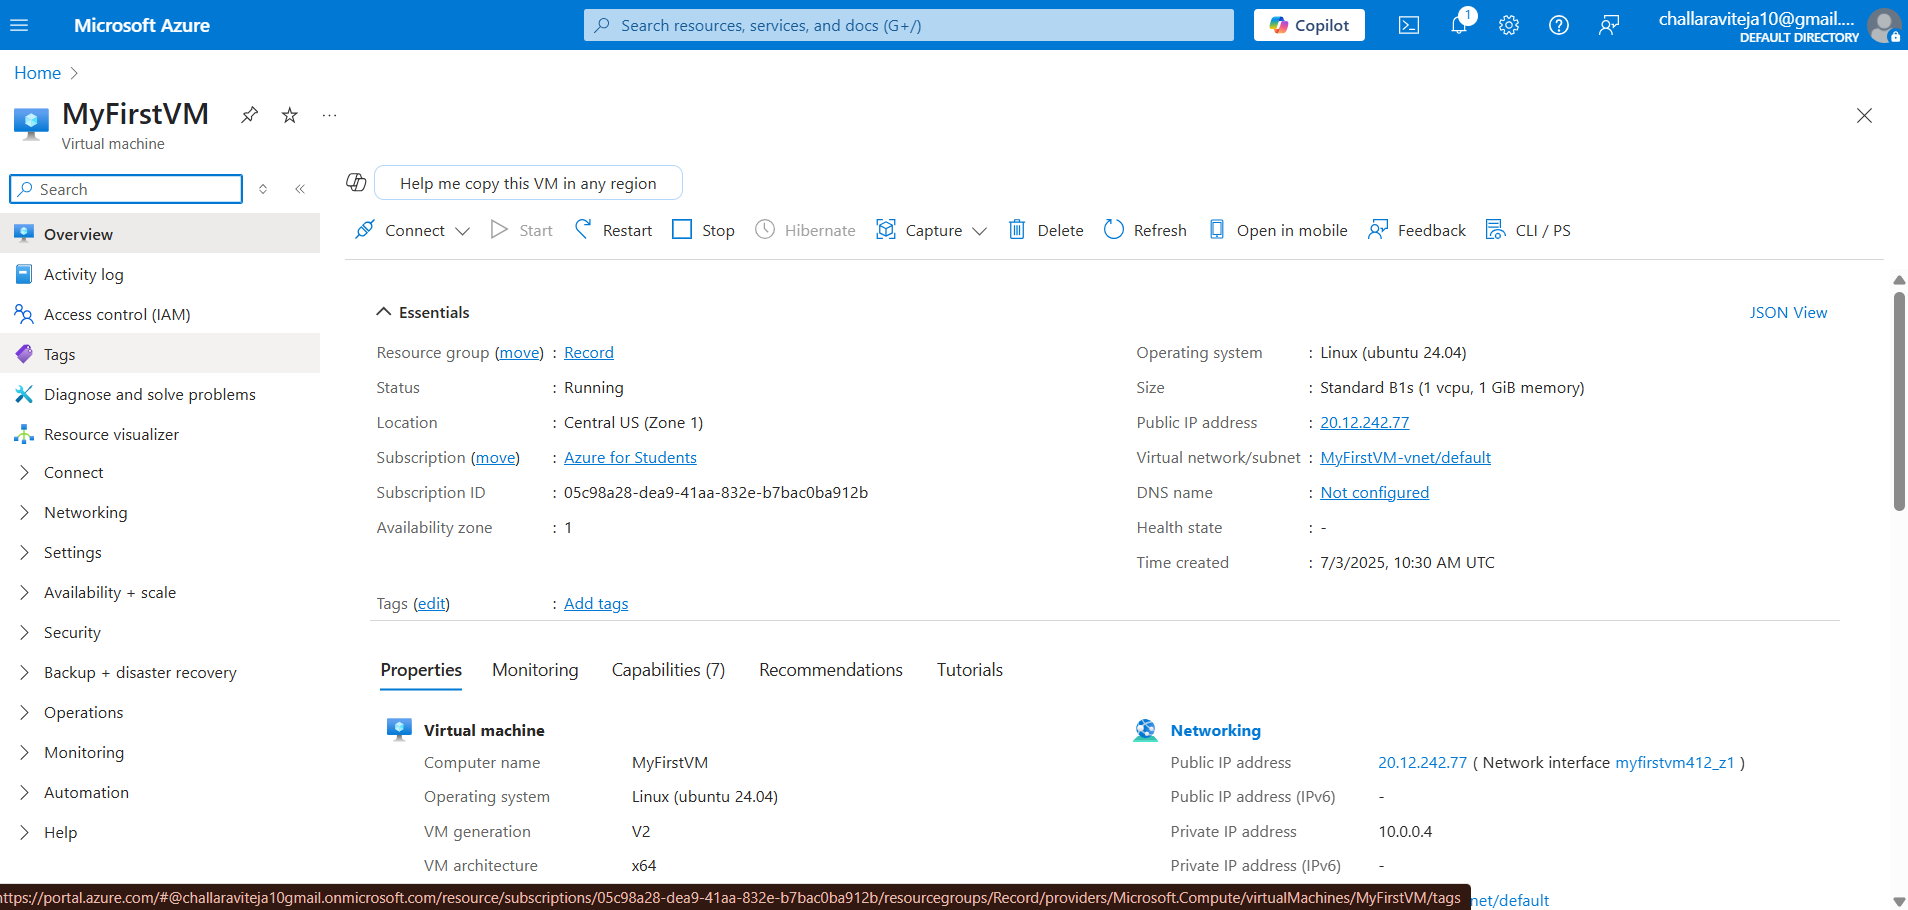 Microsoft Azure
Search resources, services, and docs (G+/)
Copilot
1
challaraviteja10@gmail....
DEFAULT DIRECTORY
Home
MyFirstVM
Virtual machine
Search
Overview
Activity log
Access control (IAM)
Tags
Diagnose and solve problems
Resource visualizer
Connect
Networking
Settings
Availability + scale
Security
Backup + disaster recovery
Operations
Monitoring
Automation
Help
Help me copy this VM in any region
Connect Start Restart Stop Hibernate Capture Delete Refresh Open in mobile Feedback CLI / PS
Essentials
JSON View
Resource group (move) : Record
Status : Running
Location : Central US (Zone 1)
Subscription (move) : Azure for Students
Subscription ID : 05c98a28-dea9-41aa-832e-b7bac0ba912b
Availability zone : 1
Operating system : Linux (ubuntu 24.04)
Size : Standard B1s (1 vcpu, 1 GiB memory)
Public IP address : 20.12.242.77
Virtual network/subnet : MyFirstVM-vnet/default
DNS name : Not configured
Health state : -
Time created : 7/3/2025, 10:30 AM UTC
Tags (edit) : Add tags
Properties Monitoring Capabilities (7) Recommendations Tutorials
Virtual machine
Computer name MyFirstVM
Operating system Linux (ubuntu 24.04)
VM generation V2
VM architecture x64
Networking
Public IP address 20.12.242.77 ( Network interface myfirstvm412_z1 )
Public IP address (IPv6) -
Private IP address 10.0.0.4
Private IP address (IPv6) -
net/default
https://portal.azure.com/#@challaraviteja10gmail.onmicrosoft.com/resource/subscriptions/05c98a28-dea9-41aa-832e-b7bac0ba912b/resourcegroups/Record/providers/Microsoft.Compute/virtualMachines/MyFirstVM/tags